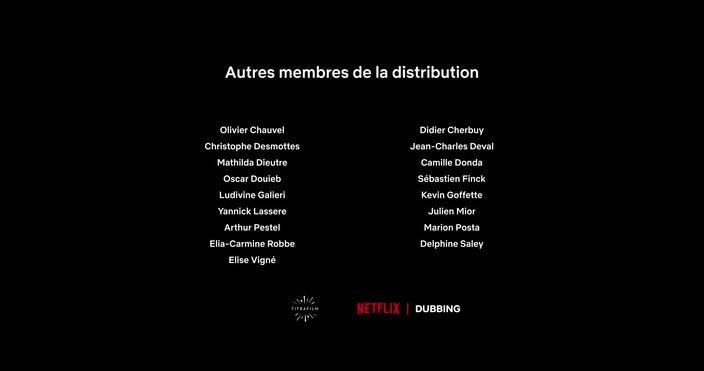 Autres membres de la distribution
Olivier Chauvel
Christophe Desmottes
Mathilda Dieutre
Oscar Douieb
Ludivine Galieri
Yannick Lassere
Arthur Pestel
Elia-Carmine Robbe
Elise Vigné
Didier Cherbuy
Jean-Charles Deval
Camille Donda
Sébastien Finck
Kevin Goffette
Julien Mior
Marion Posta
Delphine Saley
TITRAFILM
NETFLIX | DUBBING